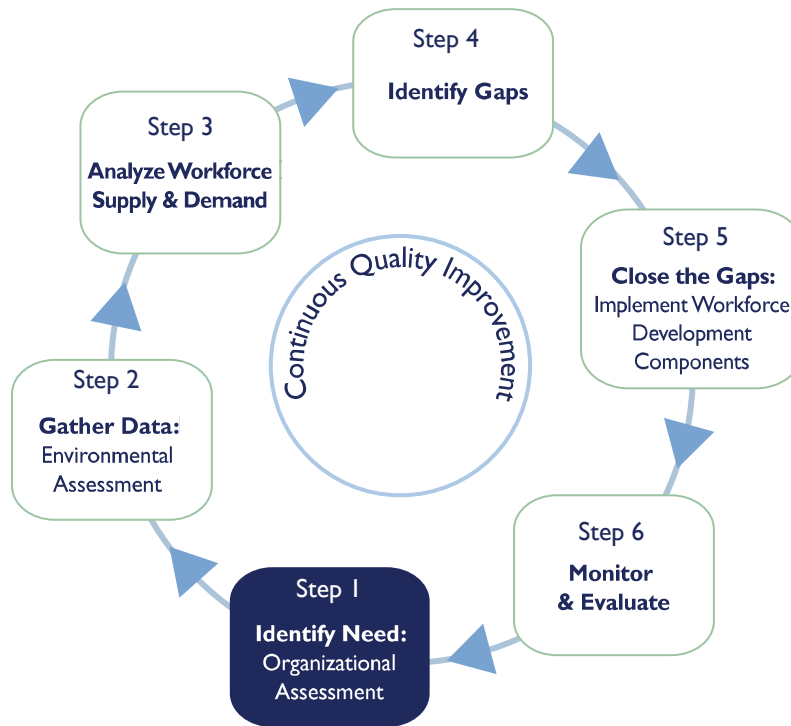 Step 1
Identify Need:
Organizational
Assessment
Step 2
Gather Data:
Environmental
Assessment
Step 3
Analyze Workforce
Supply & Demand
Step 4
Identify Gaps
Step 5
Close the Gaps:
Implement Workforce
Development
Components
Step 6
Monitor
& Evaluate
Continuous Quality Improvement